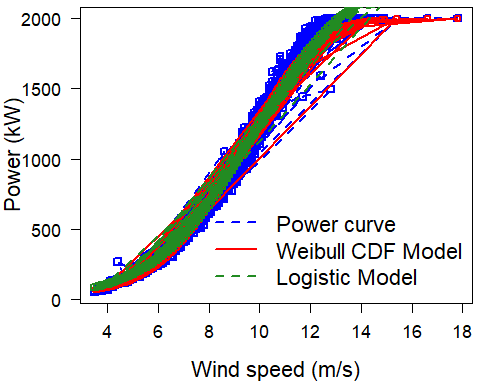 2000
1500
1000
500
0
Power (kW)
Power curve
Weibull CDF Model
Logistic Model
4 6 8 10 12 14 16 18
Wind speed (m/s)